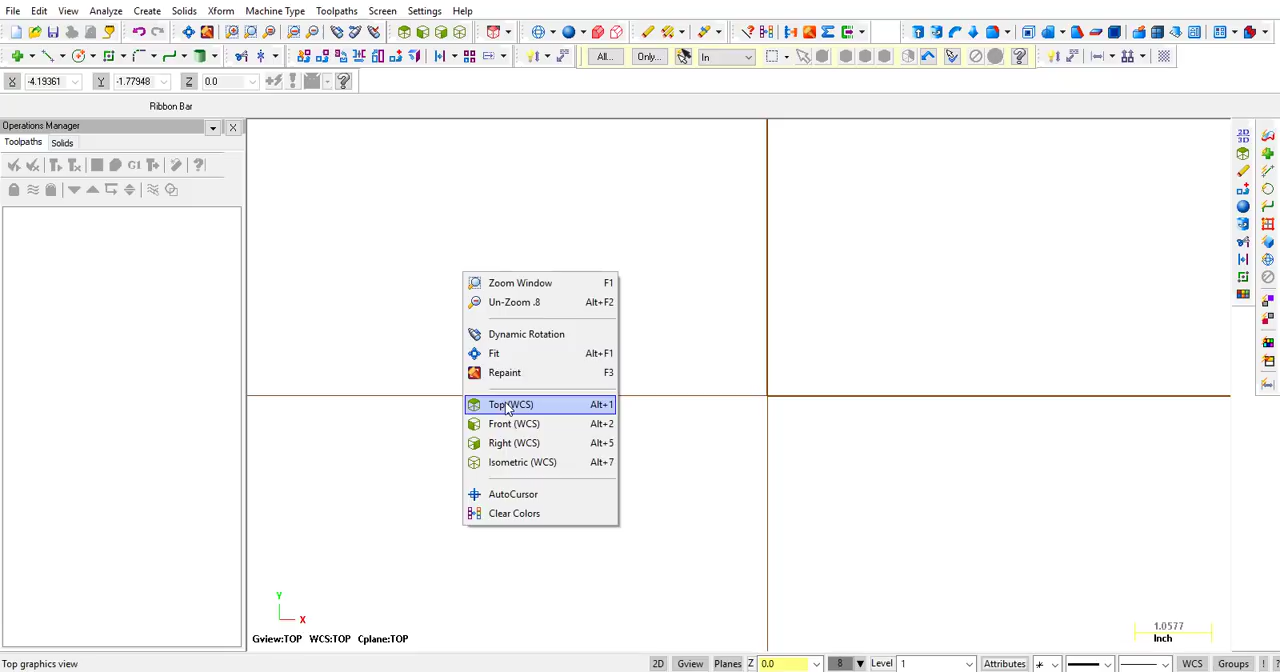 File Edit View Analyze Create Solids Xform Machine Type Toolpaths Screen Settings Help
All... Only... In
X -4.19361 Y -1.77948 Z 0.0
Ribbon Bar
Operations Manager
Toolpaths Solids
G1
2D
3D
Zoom Window F1
Un-Zoom .8 Alt+F2
Dynamic Rotation
Fit Alt+F1
Repaint F3
Top (WCS) Alt+1
Front (WCS) Alt+2
Right (WCS) Alt+5
Isometric (WCS) Alt+7
AutoCursor
Clear Colors
Y
X
Gview:TOP WCS:TOP Cplane:TOP
1.0577
Inch
Top graphics view
2D Gview Planes Z 0.0 8 Level 1 Attributes WCS Groups ! ?